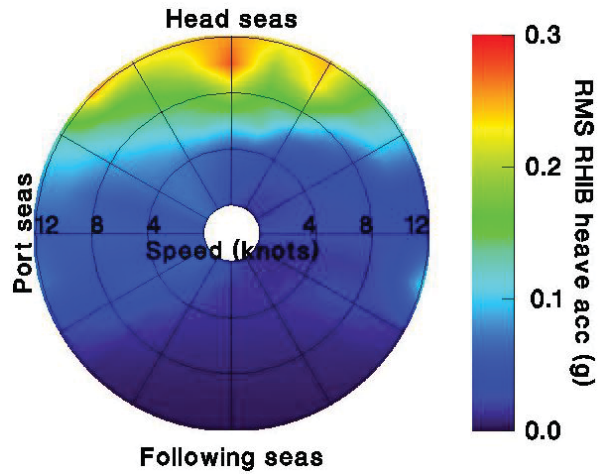 Head seas
Port seas
12 8 4 4 8 12
Speed (knots)
Following seas
0.3
0.2
0.1
0.0
RMS RHIB heave acc (g)